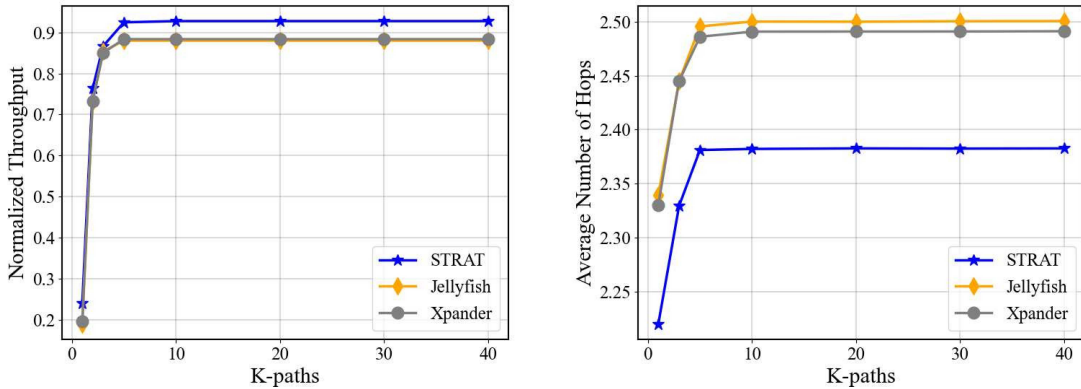 Normalized Throughput
0.9
0.8
0.7
0.6
0.5
0.4
0.3
0.2
0 10 20 30 40
K-paths
STRAT
Jellyfish
Xpander
Average Number of Hops
2.50
2.45
2.40
2.35
2.30
2.25
0 10 20 30 40
K-paths
STRAT
Jellyfish
Xpander